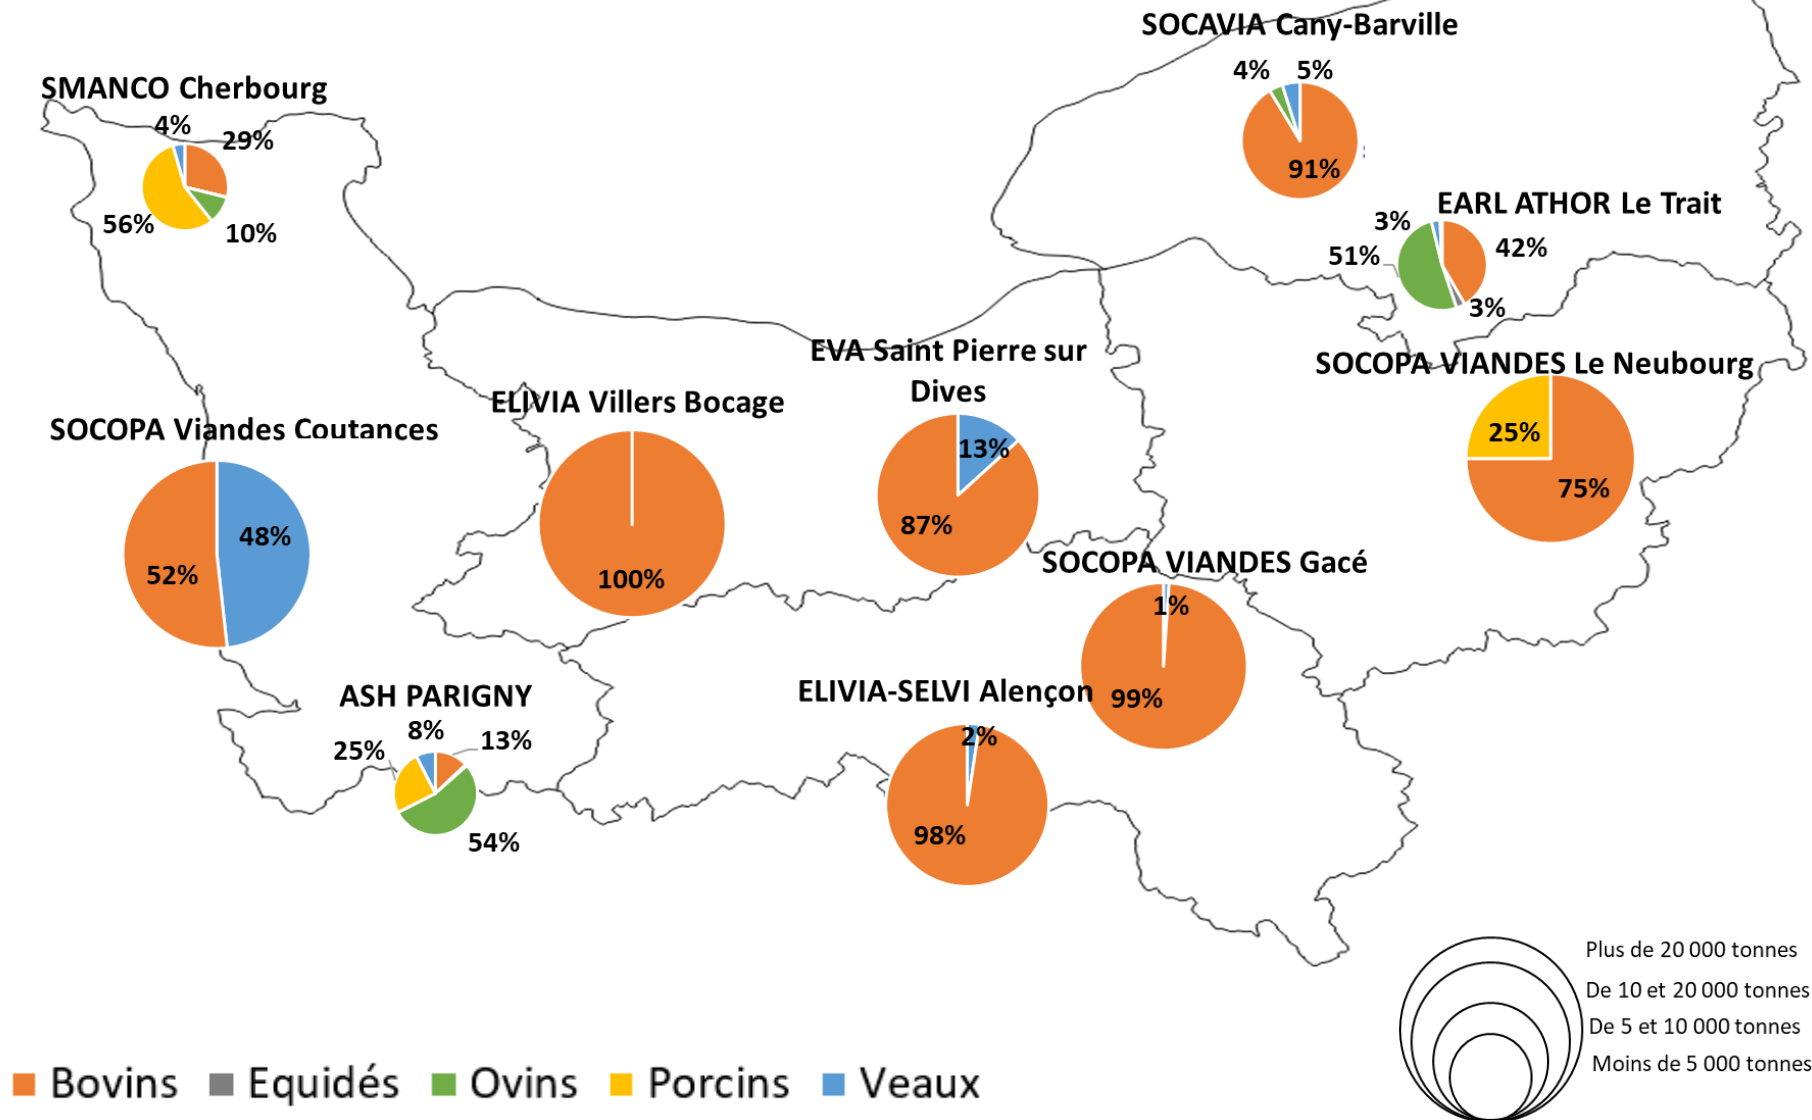 SOCAVIA Cany-Barville
4% 5%
91%
SMANCO Cherbourg
4%
29%
56%
10%
EARL ATHOR Le Trait
3%
42%
51%
3%
EVA Saint Pierre sur
Dives
13%
87%
SOCOPA VIANDES Le Neubourg
25%
75%
ELIVIA Villers Bocage
100%
SOCOPA Viandes Coutances
48%
52%
SOCOPA VIANDES Gacé
1%
99%
ELIVIA-SELVI Alençon
2%
98%
ASH PARIGNY
8%
13%
25%
54%
Plus de 20 000 tonnes
De 10 et 20 000 tonnes
De 5 et 10 000 tonnes
Moins de 5 000 tonnes
Bovins Equidés Ovins Porcins Veaux